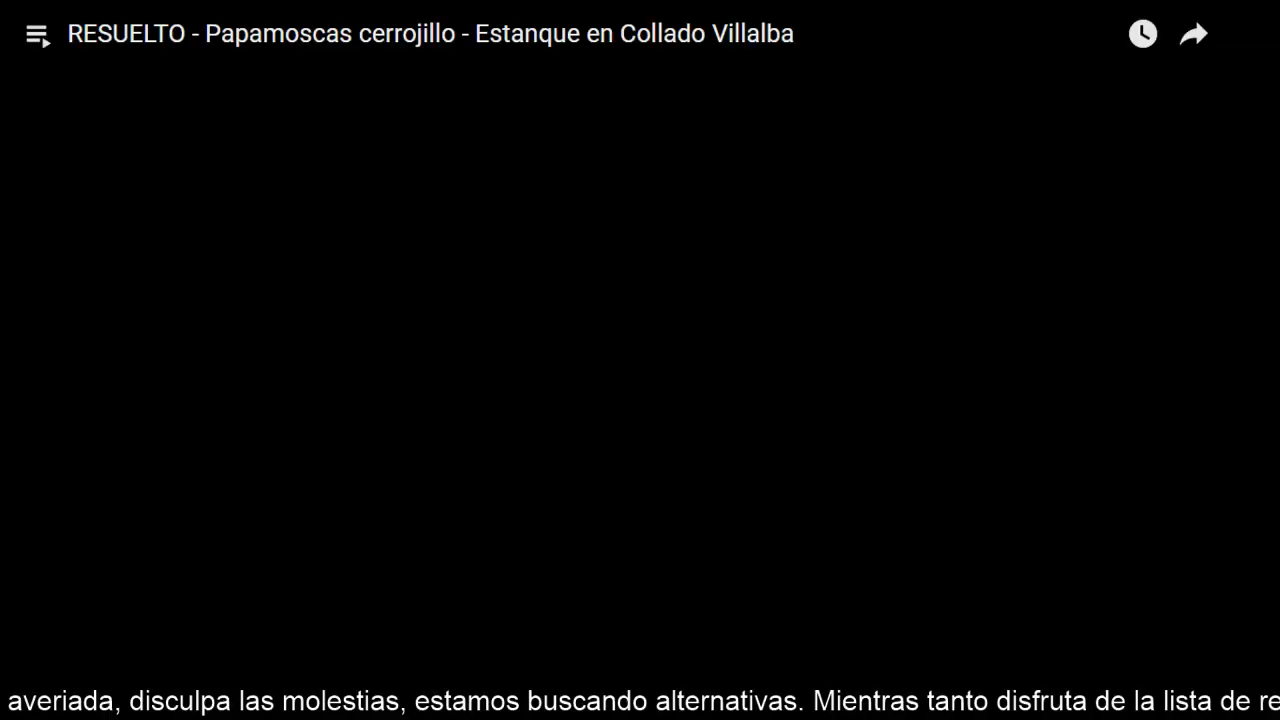 RESUELTO - Papamoscas cerrojillo - Estanque en Collado Villalba
averiada, disculpa las molestias, estamos buscando alternativas. Mientras tanto disfruta de la lista de re